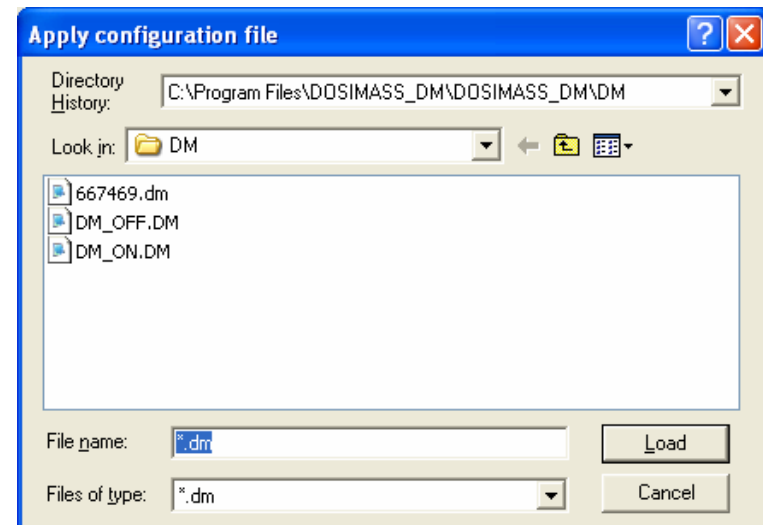 Apply configuration file
Directory History: C:\Program Files\DOSIMASS_DM\DOSIMASS_DM\DM
Look in: DM
667469.dm
DM_OFF.DM
DM_ON.DM
File name: *.dm Load
Files of type: *.dm Cancel